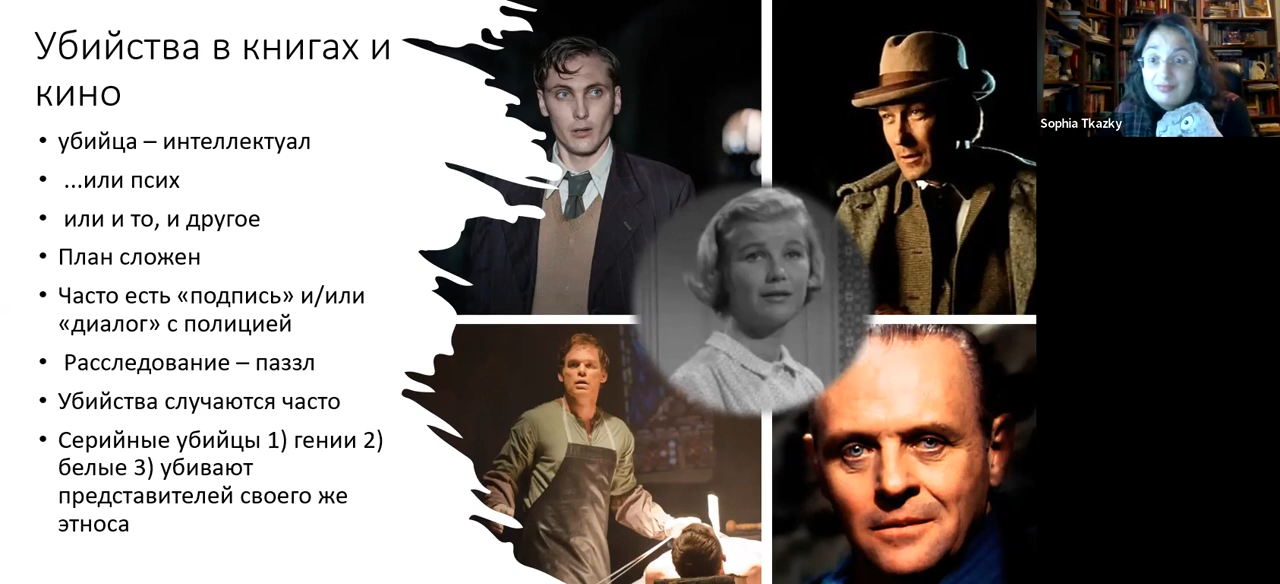 Убийства в книгах и
кино
• убийца – интеллектуал
• ...или псих
• или и то, и другое
• План сложен
• Часто есть «подпись» и/или
«диалог» с полицией
• Расследование – паззл
• Убийства случаются часто
• Серийные убийцы 1) гении 2)
белые 3) убивают
представителей своего же
этноса
Sophia Tkazky